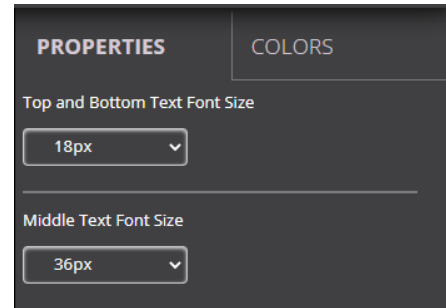 PROPERTIES COLORS
Top and Bottom Text Font Size
18px
Middle Text Font Size
36px